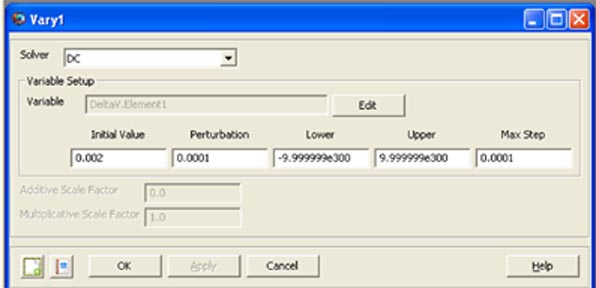 Vary1
Solver DC
Variable Setup
Variable DeltaV.Element1 Edit
Initial Value Perturbation Lower Upper Max Step
0.002 0.0001 -9.999999e300 9.999999e300 0.0001
Additive Scale Factor 0.0
Multiplicative Scale Factor 1.0
OK Apply Cancel Help